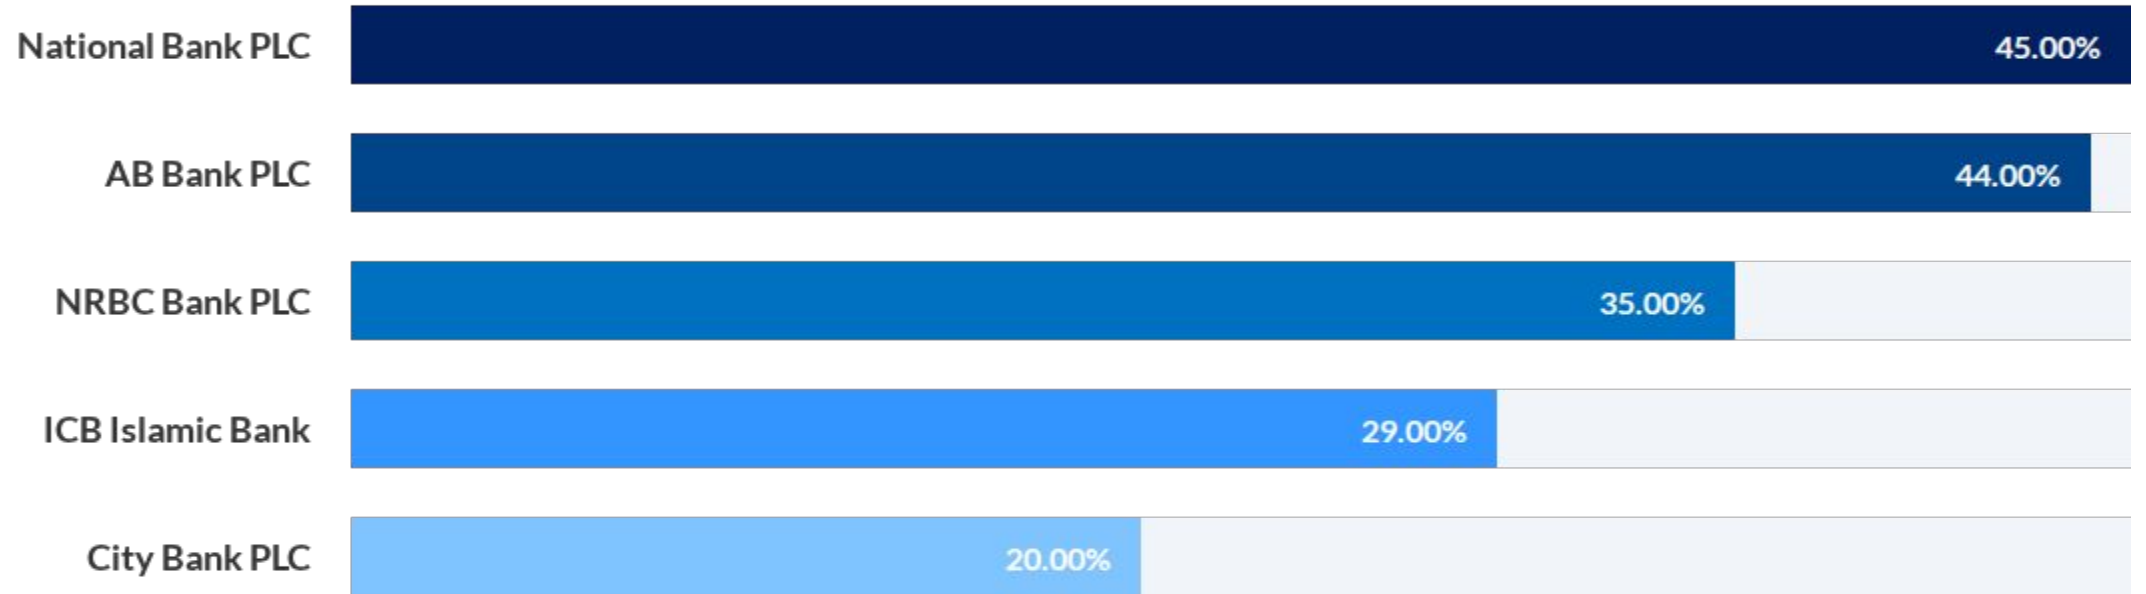 National Bank PLC 45.00%
AB Bank PLC 44.00%
NRBC Bank PLC 35.00%
ICB Islamic Bank 29.00%
City Bank PLC 20.00%